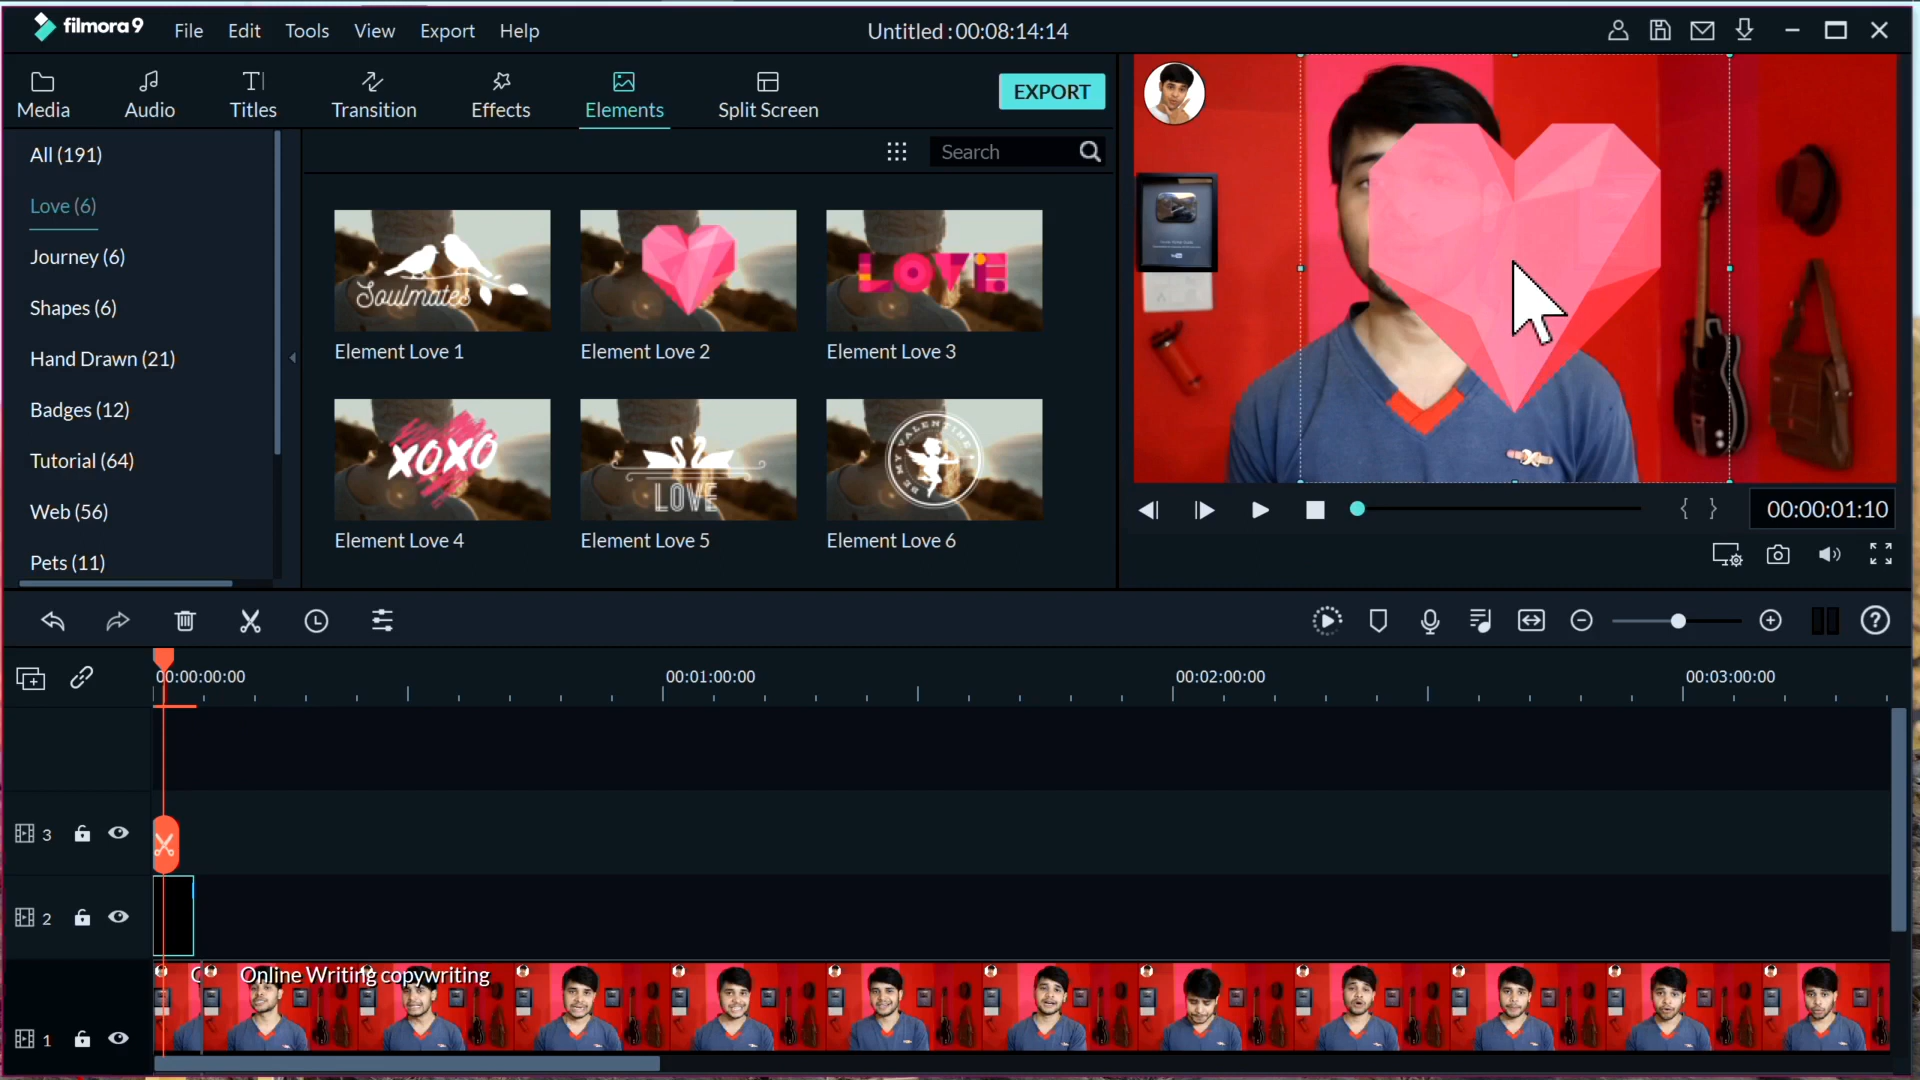 filmora 9
File Edit Tools View Export Help
Untitled : 00:08:14:14
Media Audio Titles Transition Effects Elements Split Screen
EXPORT
All (191)
Love (6)
Journey (6)
Shapes (6)
Hand Drawn (21)
Badges (12)
Tutorial (64)
Web (56)
Pets (11)
Search
Soulmates
LOVE
Element Love 1 Element Love 2 Element Love 3
XOXO
LOVE
BE MY VALENTINE
Element Love 4 Element Love 5 Element Love 6
00:00:01:10
00:00:00:00 00:01:00:00 00:02:00:00 00:03:00:00
3
2
Online Writing copywriting
1